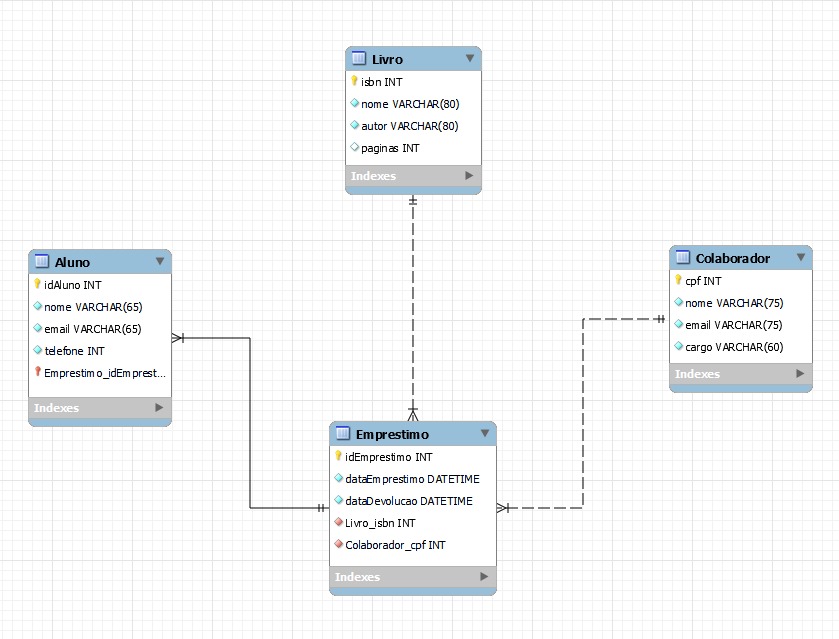 Livro
isbn INT
nome VARCHAR(80)
autor VARCHAR(80)
paginas INT
Indexes
Aluno
idAluno INT
nome VARCHAR(65)
email VARCHAR(65)
telefone INT
Emprestimo_idEmprest...
Indexes
Colaborador
cpf INT
nome VARCHAR(75)
email VARCHAR(75)
cargo VARCHAR(60)
Indexes
Emprestimo
idEmprestimo INT
dataEmprestimo DATETIME
dataDevolucao DATETIME
Livro_isbn INT
Colaborador_cpf INT
Indexes